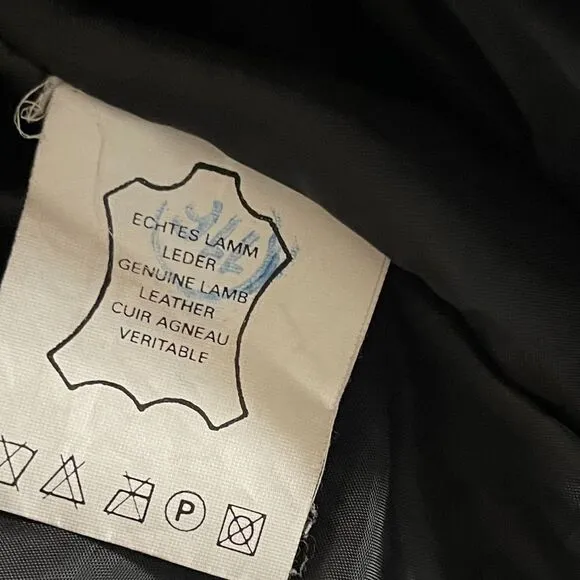 ECHTES LAMM
LEDER
GENUINE LAMB
LEATHER
CUIR AGNEAU
VERITABLE
P